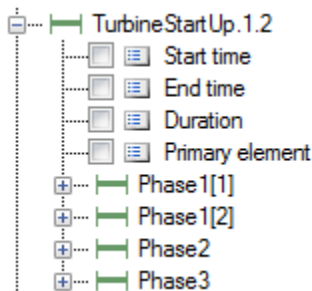 TurbineStartUp.1.2
Start time
End time
Duration
Primary element
Phase1[1]
Phase1[2]
Phase2
Phase3